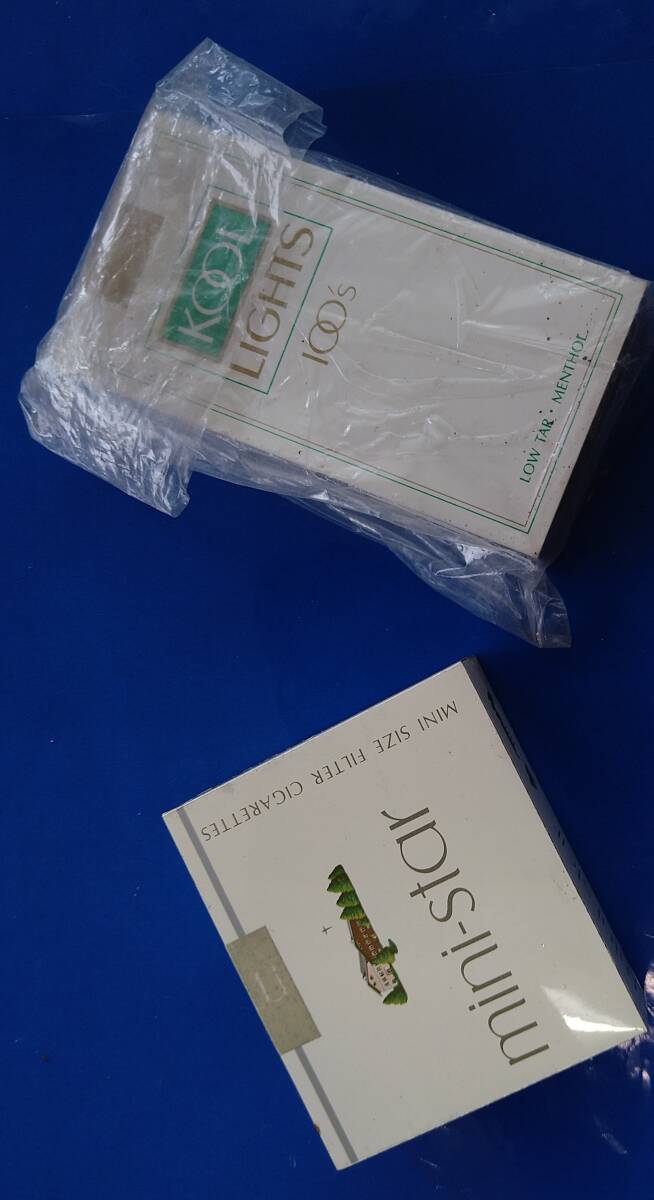 KOOL
LIGHTS
100's
LOW TAR · MENTHOL
MINI SIZE FILTER CIGARETTES
mini-star